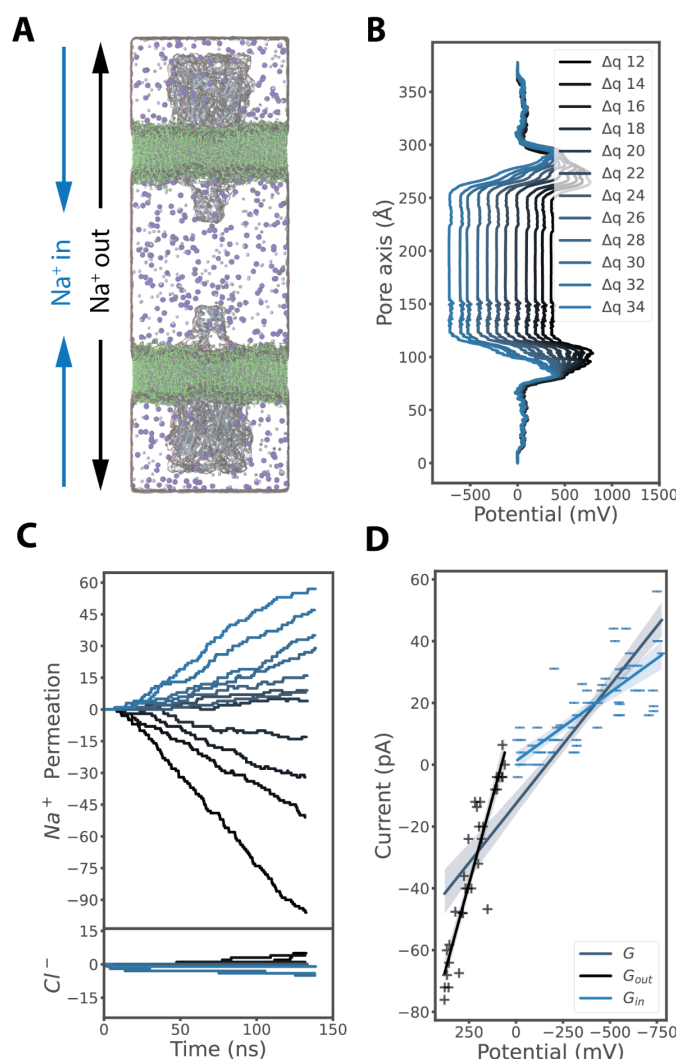 A
Na⁺ in
Na⁺ out
B
Pore axis (Å)
350
300
250
200
150
100
50
0
−500
0
500
1000
1500
Potential (mV)
Δq 12
Δq 14
Δq 16
Δq 18
Δq 20
Δq 22
Δq 24
Δq 26
Δq 28
Δq 30
Δq 32
Δq 34
C
Na⁺ Permeation
60
45
30
15
0
−15
−30
−45
−60
−75
−90
Cl⁻
15
0
−15
0
50
100
150
Time (ns)
D
Current (pA)
60
40
20
0
−20
−40
−60
−80
250
0
−250
−500
−750
Potential (mV)
G
G_out
G_in